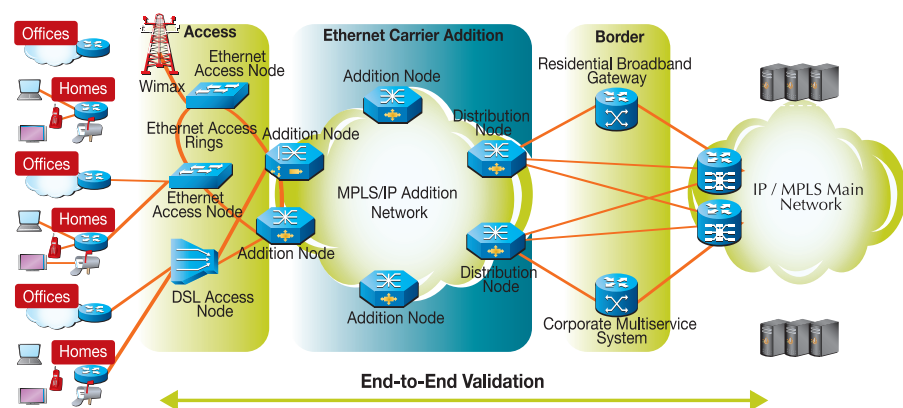 Access
Ethernet Carrier Addition
Border
Offices
Homes
Offices
Homes
Offices
Homes
Wimax
Ethernet
Access Node
Ethernet Access
Rings
Ethernet
Access Node
DSL Access
Node
Addition Node
Addition Node
Addition Node
MPLS/IP Addition
Network
Addition Node
Distribution
Node
Distribution
Node
Residential Broadband
Gateway
Corporate Multiservice
System
IP / MPLS Main
Network
End-to-End Validation